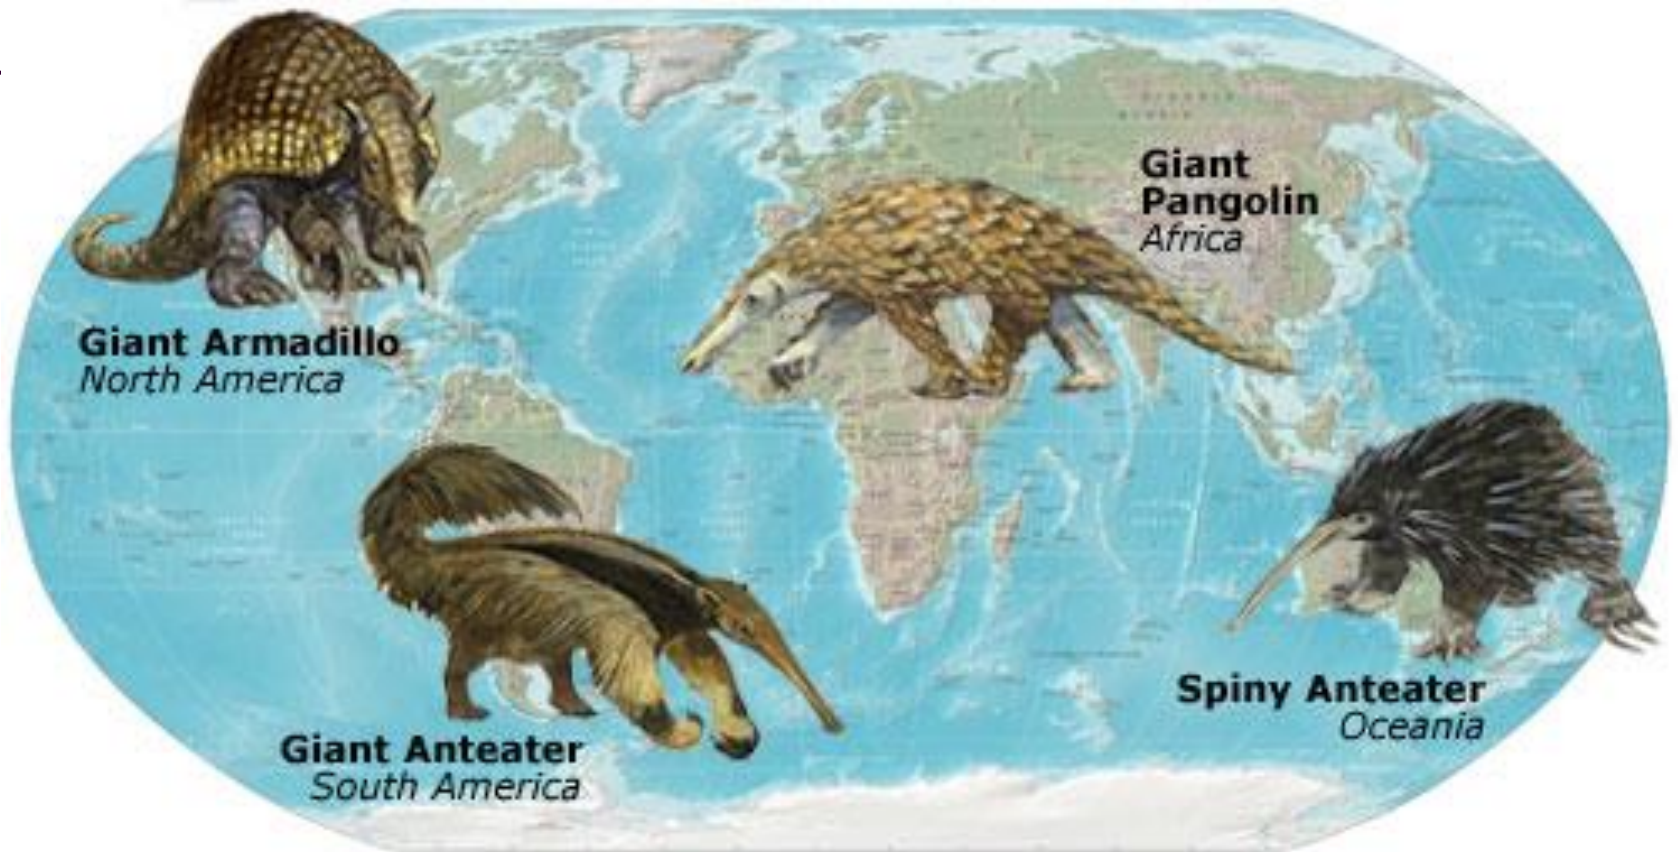 Giant Armadillo
North America
Giant
Pangolin
Africa
Giant Anteater
South America
Spiny Anteater
Oceania